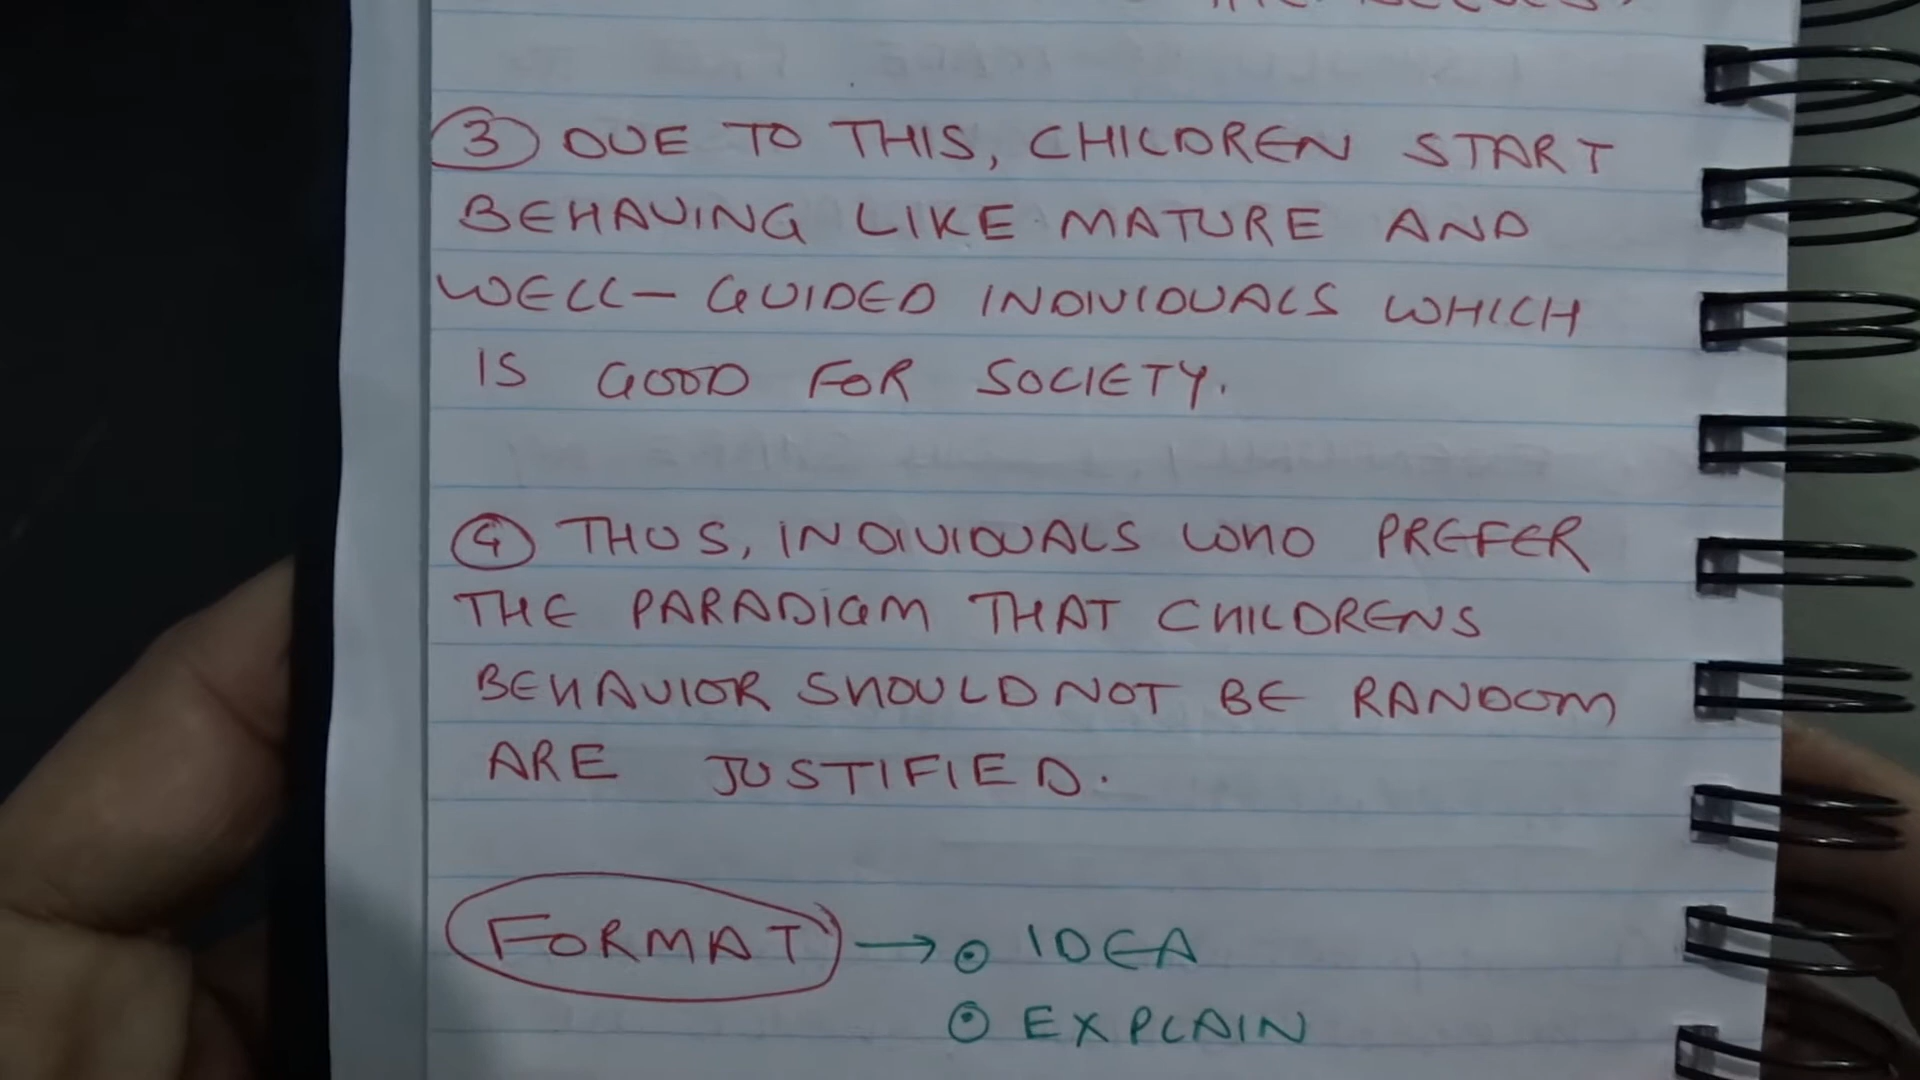 ③ DUE TO THIS, CHILDREN START
BEHAVING LIKE MATURE AND
WELL- GUIDED INDIVIDUALS WHICH
IS GOOD FOR SOCIETY.
④ THUS, INDIVIDUALS WHO PREFER
THE PARADIGM THAT CHILDRENS
BEHAVIOR SHOULD NOT BE RANDOM
ARE JUSTIFIED.
FORMAT → ⊙ IDEA
⊙ EXPLAIN